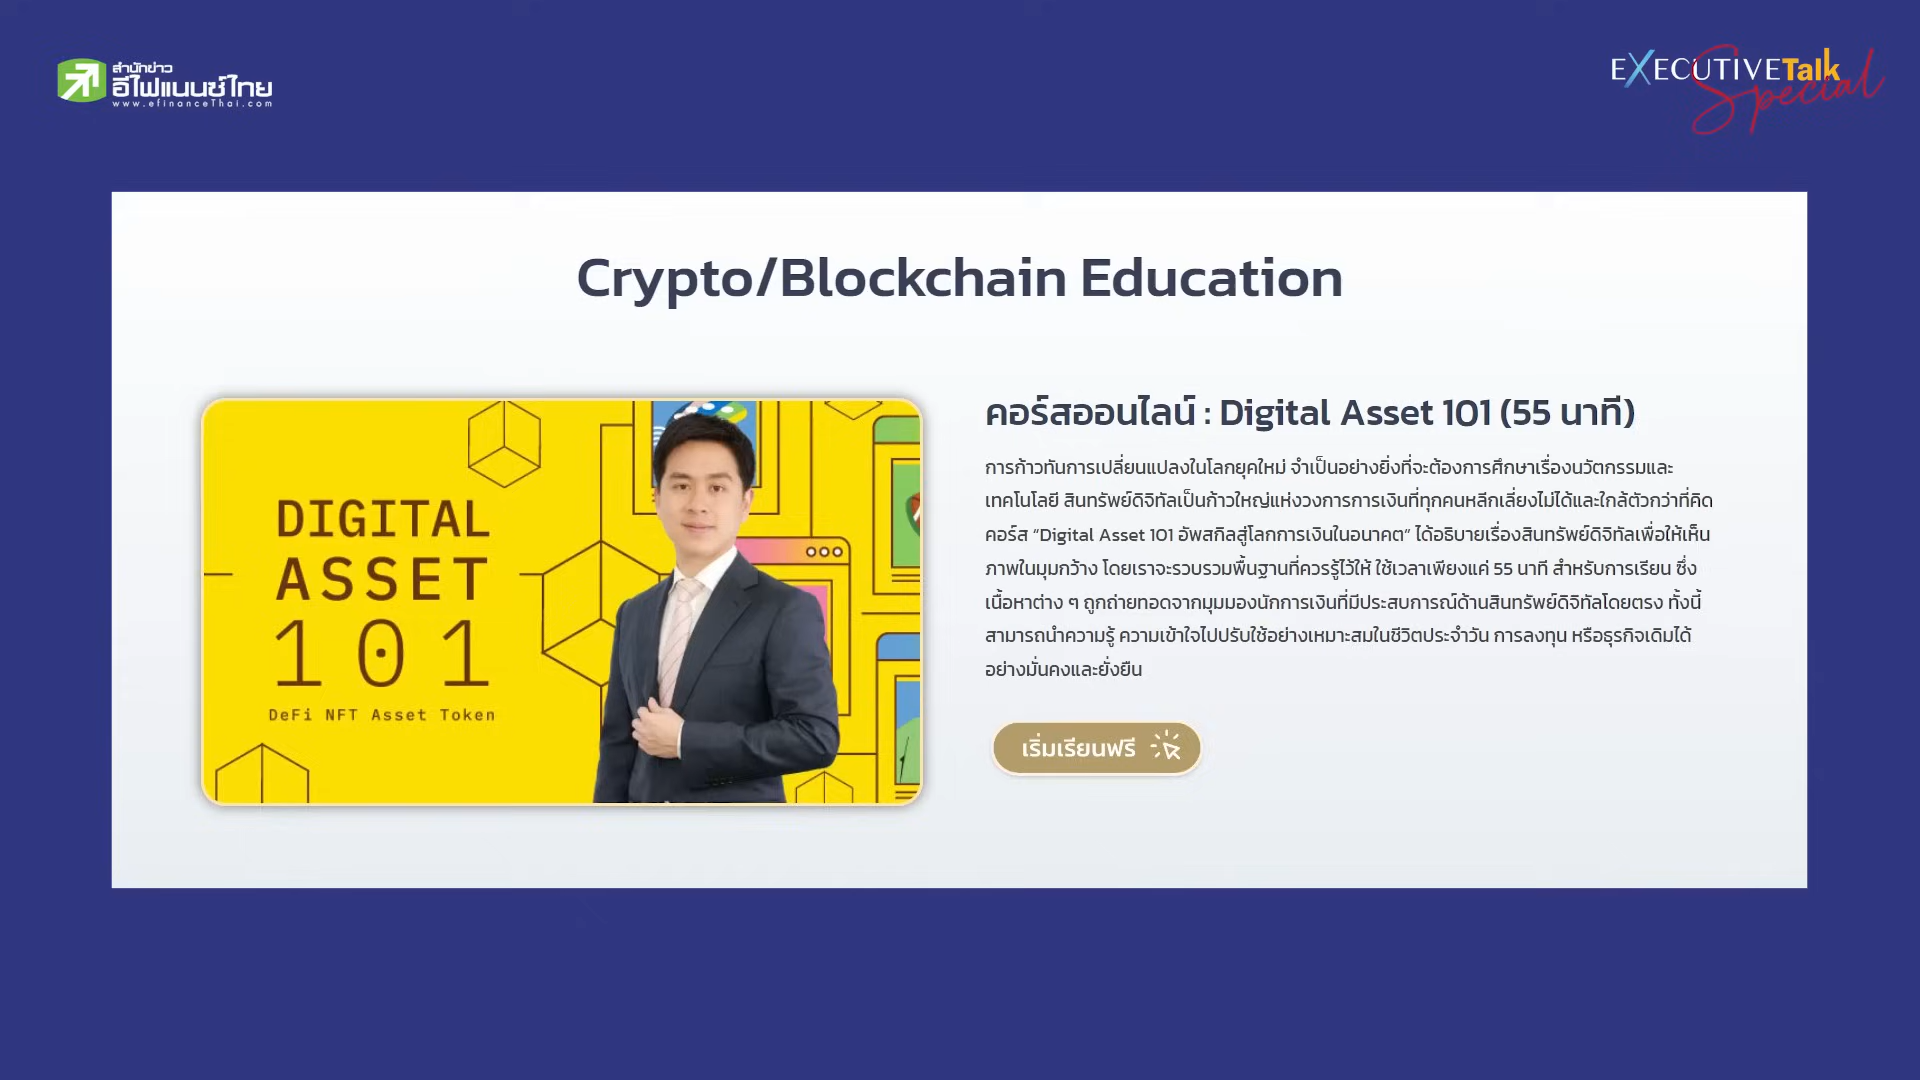 สำนักข่าว
อีไฟแนนซ์ไทย
www.efinanceThai.com
EXECUTIVETalk
Special
Crypto/Blockchain Education
DIGITAL
ASSET
101
DeFi NFT Asset Token
คอร์สออนไลน์ : Digital Asset 101 (55 นาที)
การก้าวทันการเปลี่ยนแปลงในโลกยุคใหม่ จำเป็นอย่างยิ่งที่จะต้องการศึกษาเรื่องนวัตกรรมและ
เทคโนโลยี สินทรัพย์ดิจิทัลเป็นก้าวใหญ่แห่งวงการการเงินที่ทุกคนหลีกเลี่ยงไม่ได้และใกล้ตัวกว่าที่คิด
คอร์ส “Digital Asset 101 อัพสกิลสู่โลกการเงินในอนาคต” ได้อธิบายเรื่องสินทรัพย์ดิจิทัลเพื่อให้เห็น
ภาพในมุมกว้าง โดยเราจะรวบรวมพื้นฐานที่ควรรู้ไว้ให้ ใช้เวลาเพียงแค่ 55 นาที สำหรับการเรียน ซึ่ง
เนื้อหาต่าง ๆ ถูกถ่ายทอดจากมุมมองนักการเงินที่มีประสบการณ์ด้านสินทรัพย์ดิจิทัลโดยตรง ทั้งนี้
สามารถนำความรู้ ความเข้าใจไปปรับใช้อย่างเหมาะสมในชีวิตประจำวัน การลงทุน หรือธุรกิจเดิมได้
อย่างมั่นคงและยั่งยืน
เริ่มเรียนฟรี